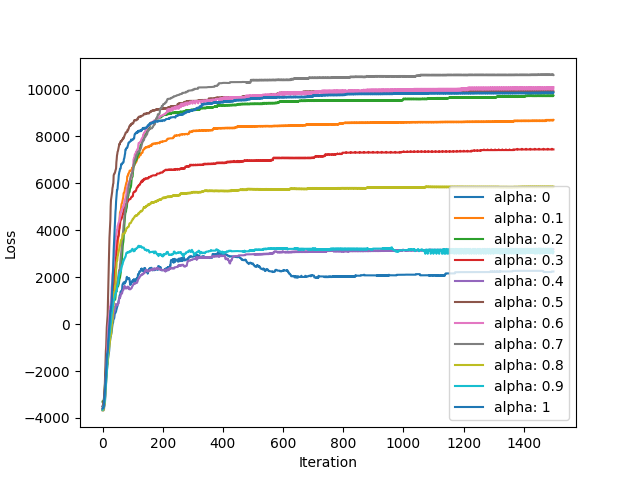 10000
8000
6000
4000
2000
0
−2000
−4000
Loss
0 200 400 600 800 1000 1200 1400
Iteration
alpha: 0
alpha: 0.1
alpha: 0.2
alpha: 0.3
alpha: 0.4
alpha: 0.5
alpha: 0.6
alpha: 0.7
alpha: 0.8
alpha: 0.9
alpha: 1